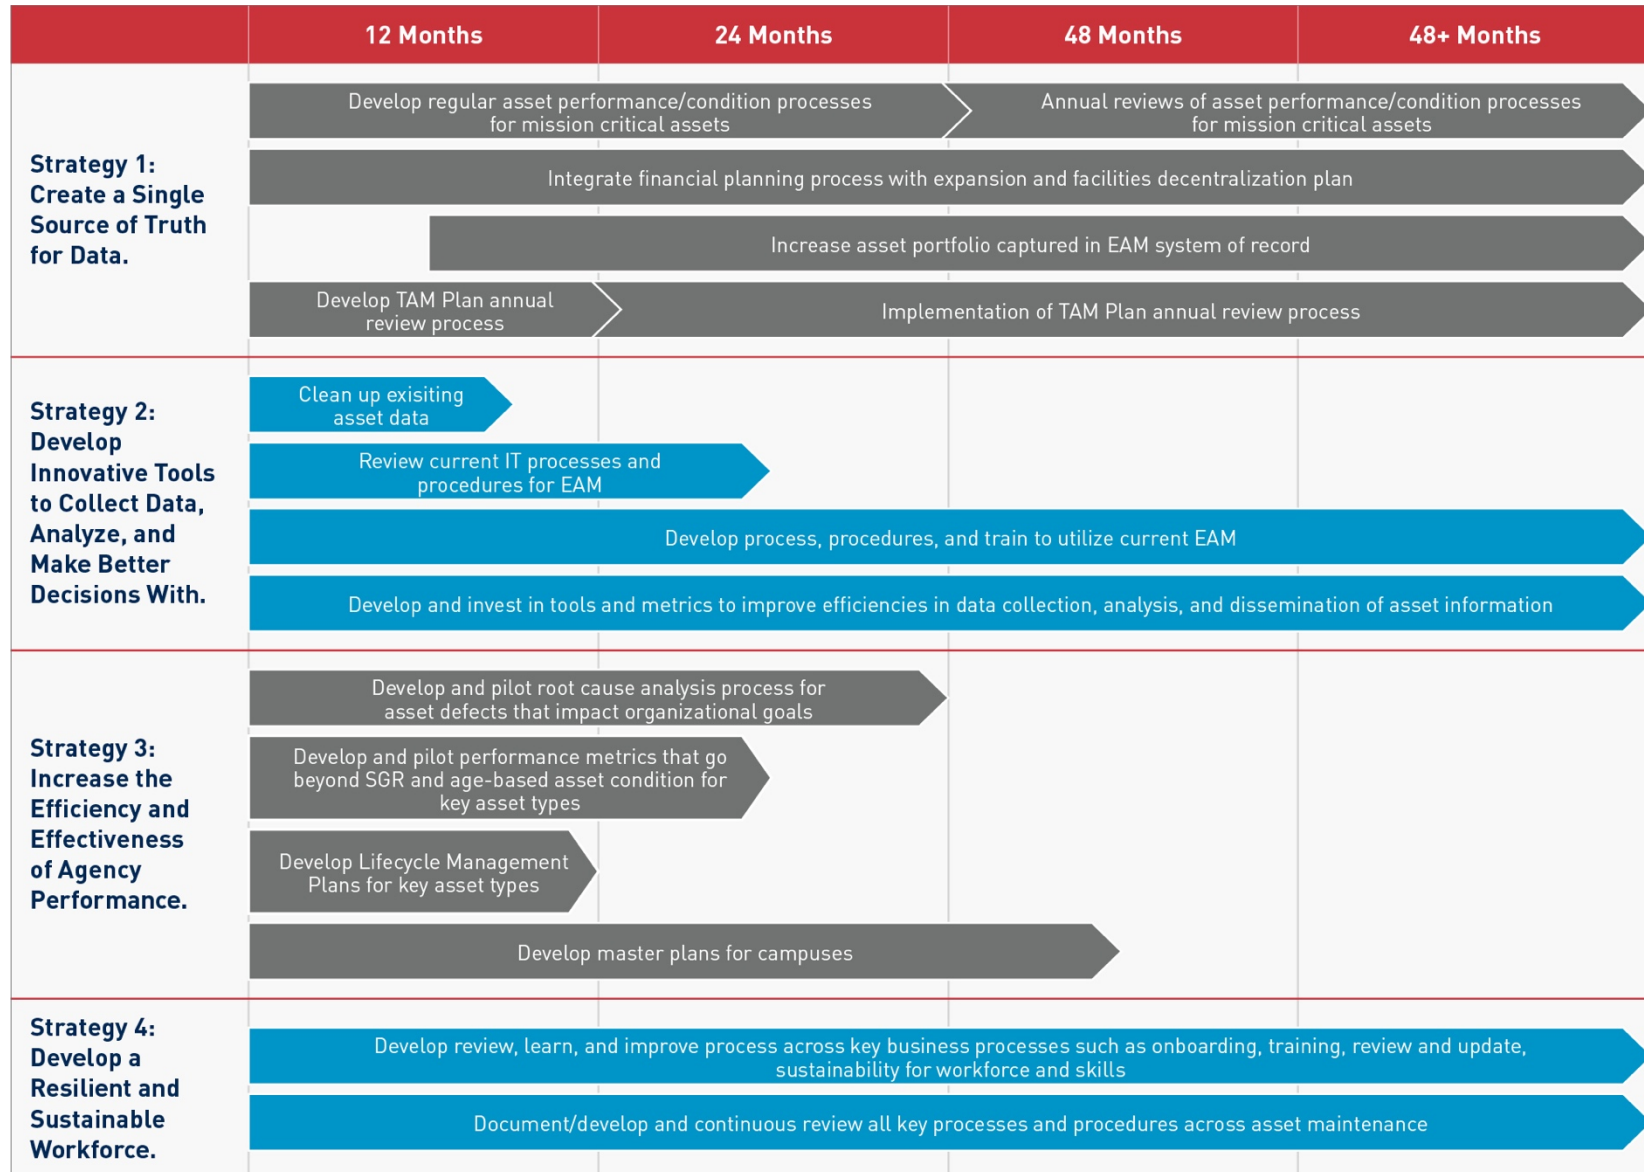 12 Months
24 Months
48 Months
48+ Months
Strategy 1:
Create a Single
Source of Truth
for Data.
Develop regular asset performance/condition processes
for mission critical assets
Annual reviews of asset performance/condition processes
for mission critical assets
Integrate financial planning process with expansion and facilities decentralization plan
Increase asset portfolio captured in EAM system of record
Develop TAM Plan annual
review process
Implementation of TAM Plan annual review process
Strategy 2:
Develop
Innovative Tools
to Collect Data,
Analyze, and
Make Better
Decisions With.
Clean up exisiting
asset data
Review current IT processes and
procedures for EAM
Develop process, procedures, and train to utilize current EAM
Develop and invest in tools and metrics to improve efficiencies in data collection, analysis, and dissemination of asset information
Strategy 3:
Increase the
Efficiency and
Effectiveness
of Agency
Performance.
Develop and pilot root cause analysis process for
asset defects that impact organizational goals
Develop and pilot performance metrics that go
beyond SGR and age-based asset condition for
key asset types
Develop Lifecycle Management
Plans for key asset types
Develop master plans for campuses
Strategy 4:
Develop a
Resilient and
Sustainable
Workforce.
Develop review, learn, and improve process across key business processes such as onboarding, training, review and update,
sustainability for workforce and skills
Document/develop and continuous review all key processes and procedures across asset maintenance